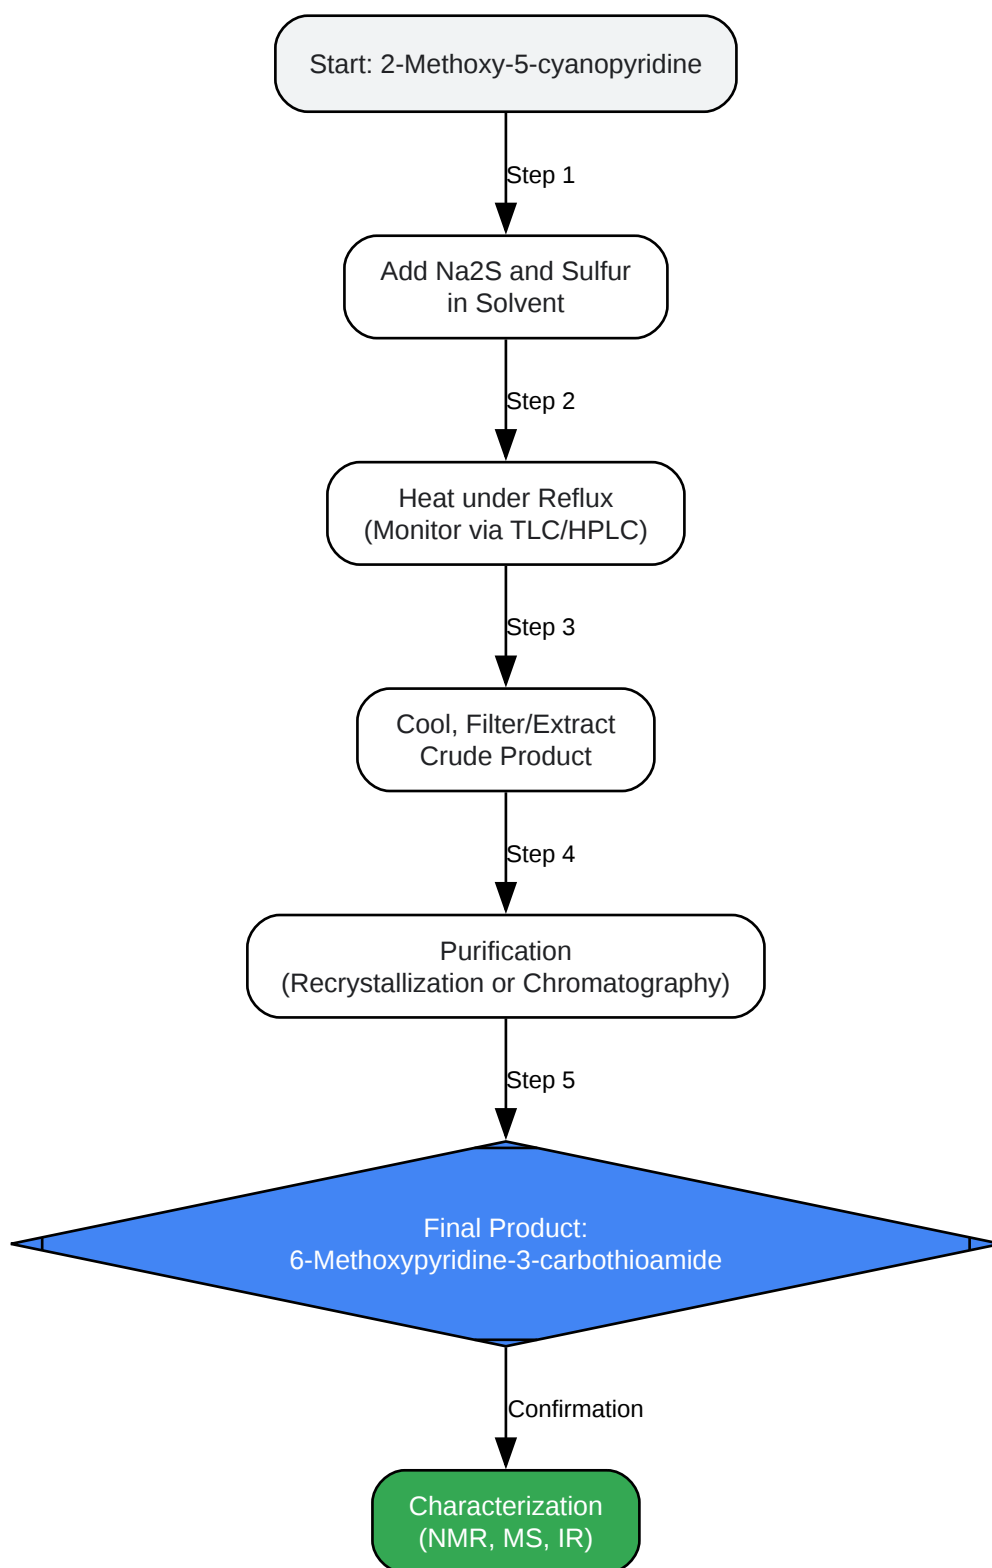 Start: 2-Methoxy-5-cyanopyridine
Step 1
Add Na2S and Sulfur
in Solvent
Step 2
Heat under Reflux
(Monitor via TLC/HPLC)
Step 3
Cool, Filter/Extract
Crude Product
Step 4
Purification
(Recrystallization or Chromatography)
Step 5
Final Product:
6-Methoxypyridine-3-carbothioamide
Confirmation
Characterization
(NMR, MS, IR)